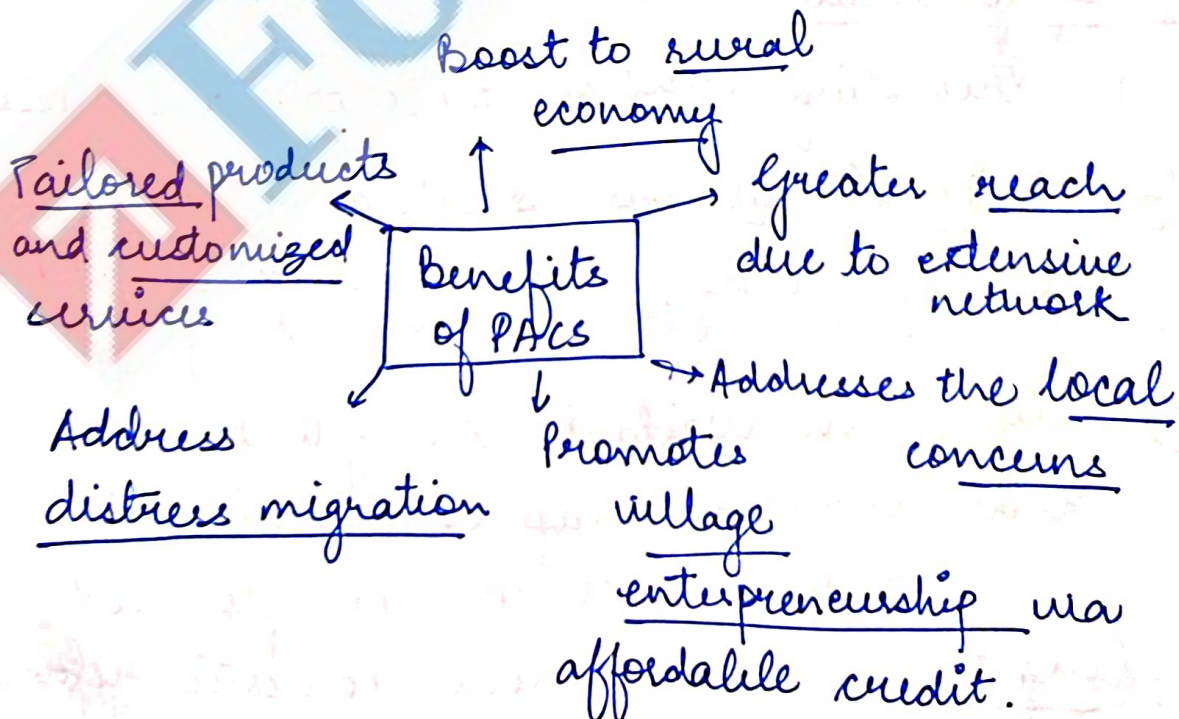 Boost to rural
economy
Tailored products
and customized
services
Greater reach
due to extensive
network
Benefits
of PACS
Addresses the local
concerns
Address
distress migration
Promotes
village
enterpreneurship via
affordable credit.